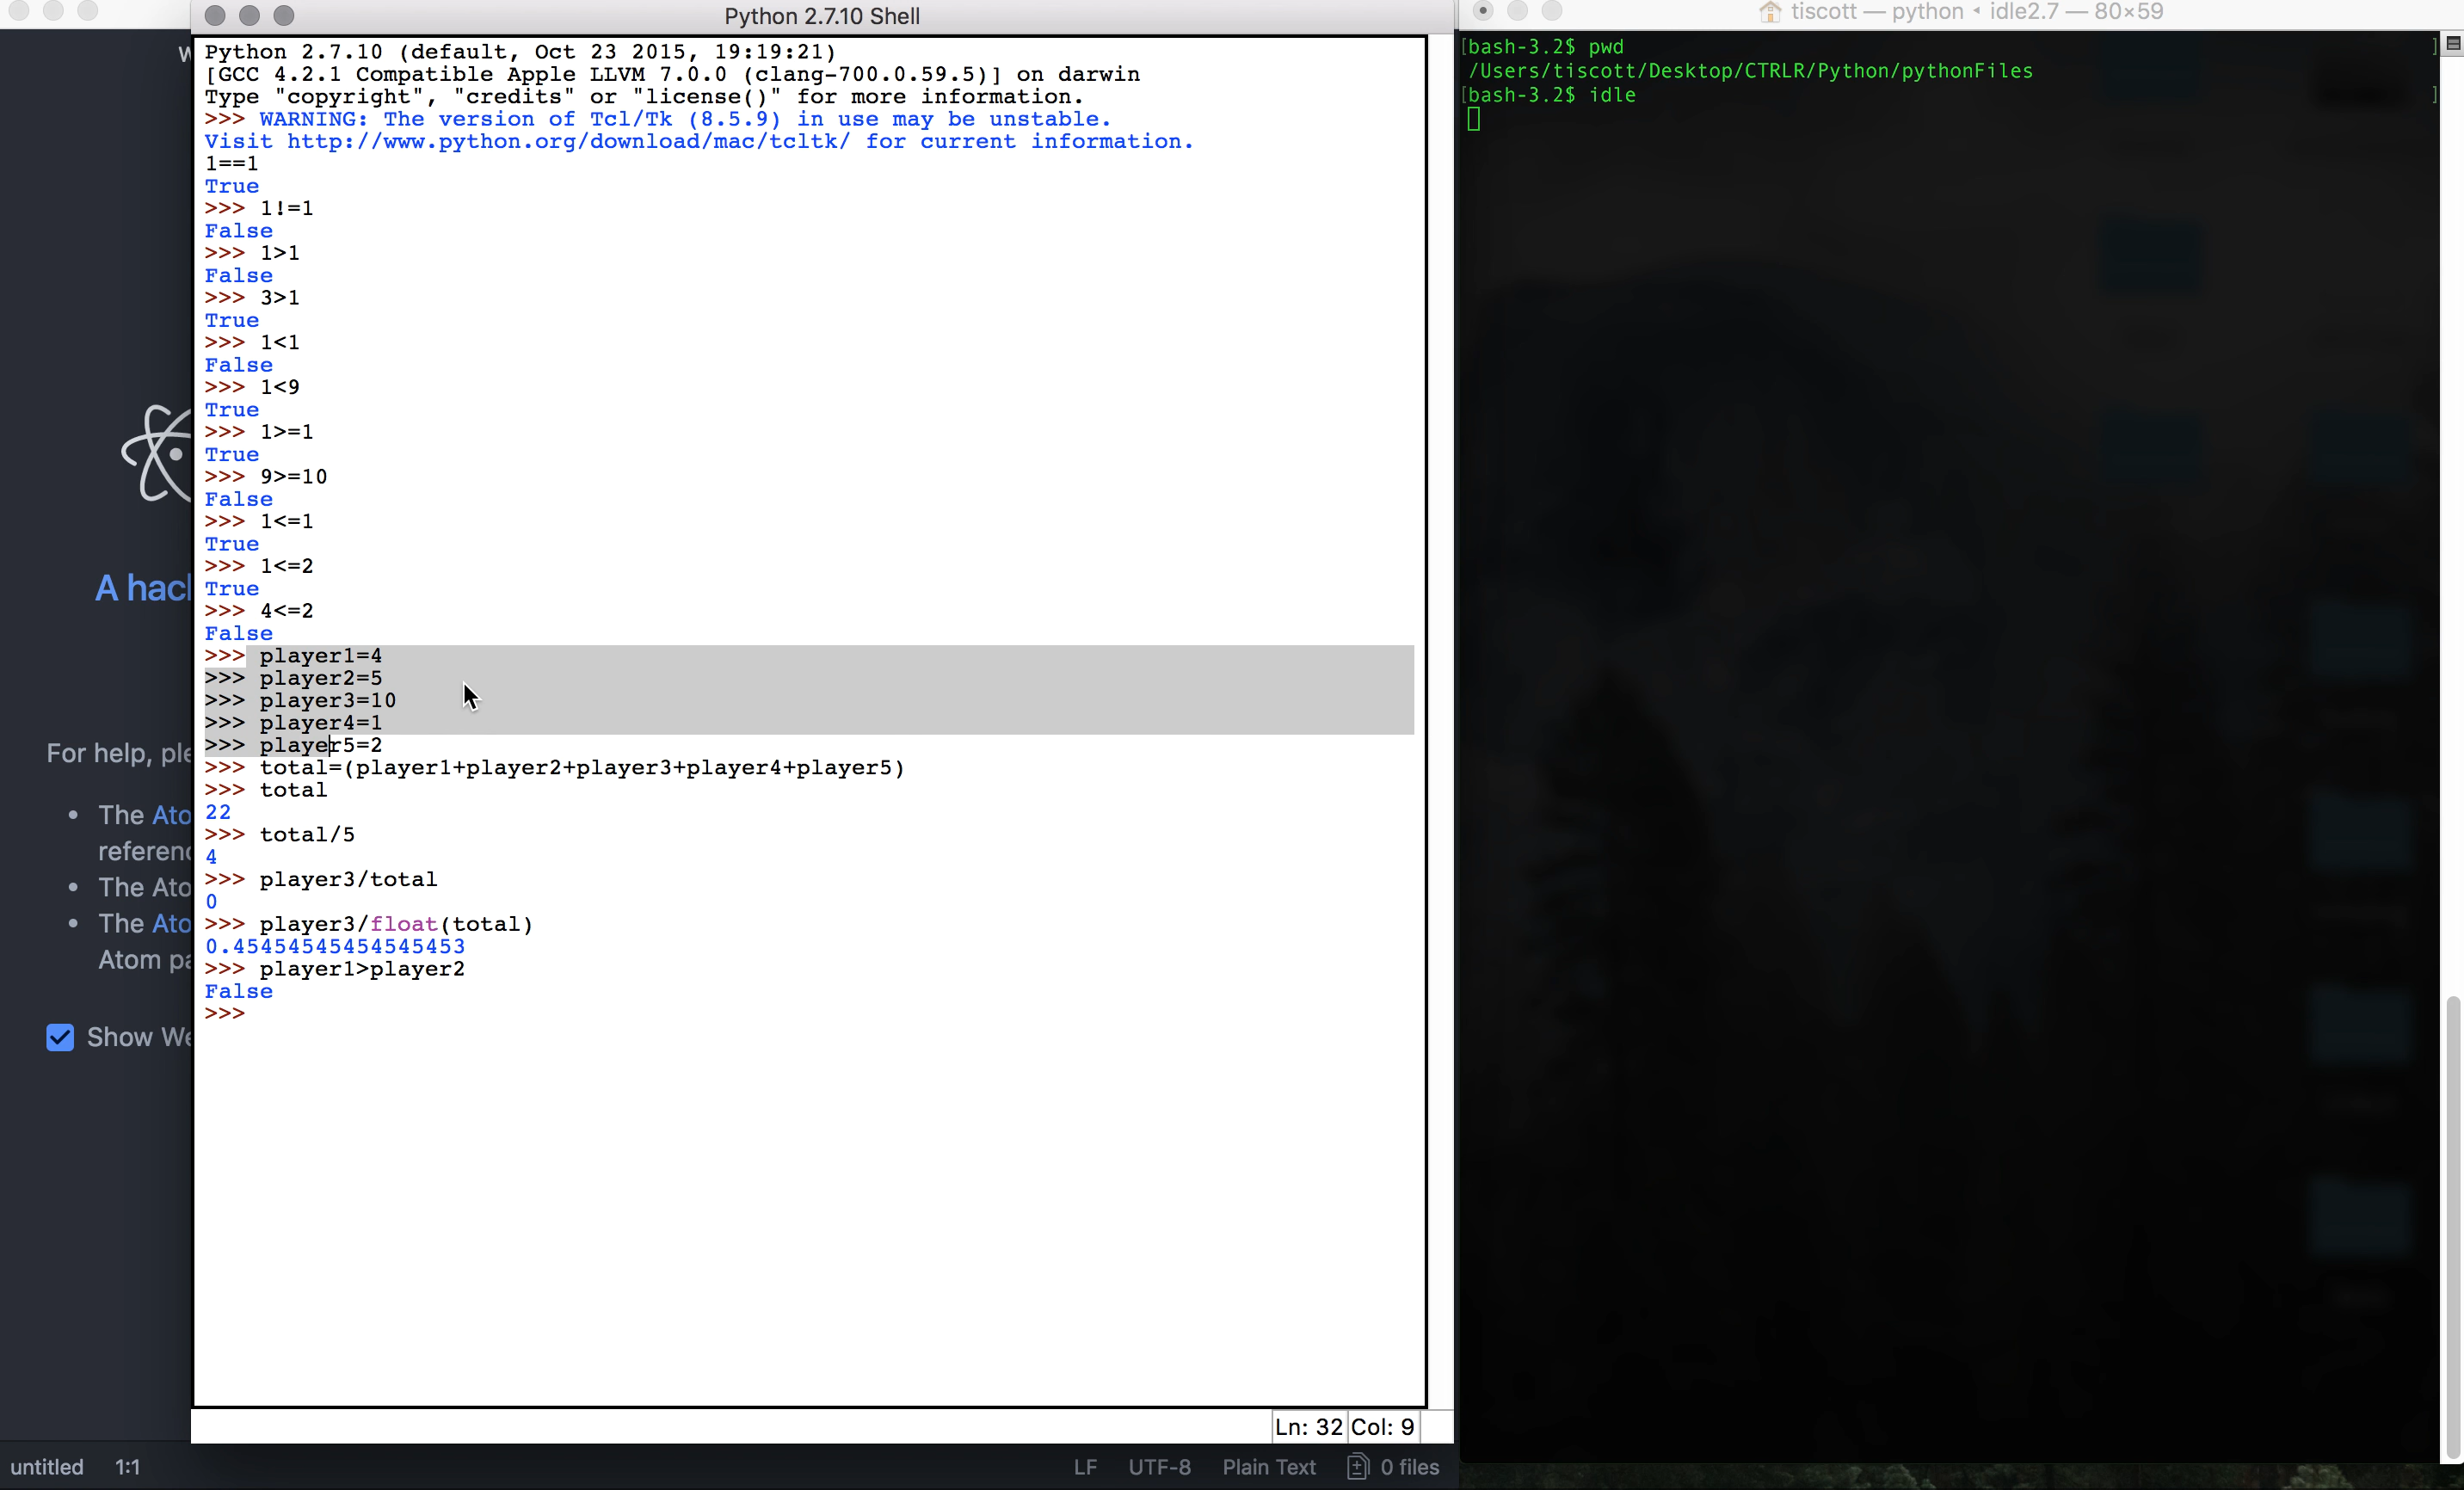 Python 2.7.10 Shell
Python 2.7.10 (default, Oct 23 2015, 19:19:21)
[GCC 4.2.1 Compatible Apple LLVM 7.0.0 (clang-700.0.59.5)] on darwin
Type "copyright", "credits" or "license()" for more information.
>>> WARNING: The version of Tcl/Tk (8.5.9) in use may be unstable.
Visit http://www.python.org/download/mac/tcltk/ for current information.
1==1
True
>>> 1!=1
False
>>> 1>1
False
>>> 3>1
True
>>> 1<1
False
>>> 1<9
True
>>> 1>=1
True
>>> 9>=10
False
>>> 1<=1
True
>>> 1<=2
True
>>> 4<=2
False
>>> player1=4
>>> player2=5
>>> player3=10
>>> player4=1
>>> player5=2
>>> total=(player1+player2+player3+player4+player5)
>>> total
22
>>> total/5
4
>>> player3/total
0
>>> player3/float(total)
0.45454545454545453
>>> player1>player2
False
>>>
Ln: 32 Col: 9
A hac
For help, ple
The Ato
referenc
The Ato
The Ato
Atom pa
Show We
untitled 1:1
LF UTF-8 Plain Text 0 files
tiscott — python ◂ idle2.7 — 80×59
[bash-3.2$ pwd ]
/Users/tiscott/Desktop/CTRLR/Python/pythonFiles
[bash-3.2$ idle ]